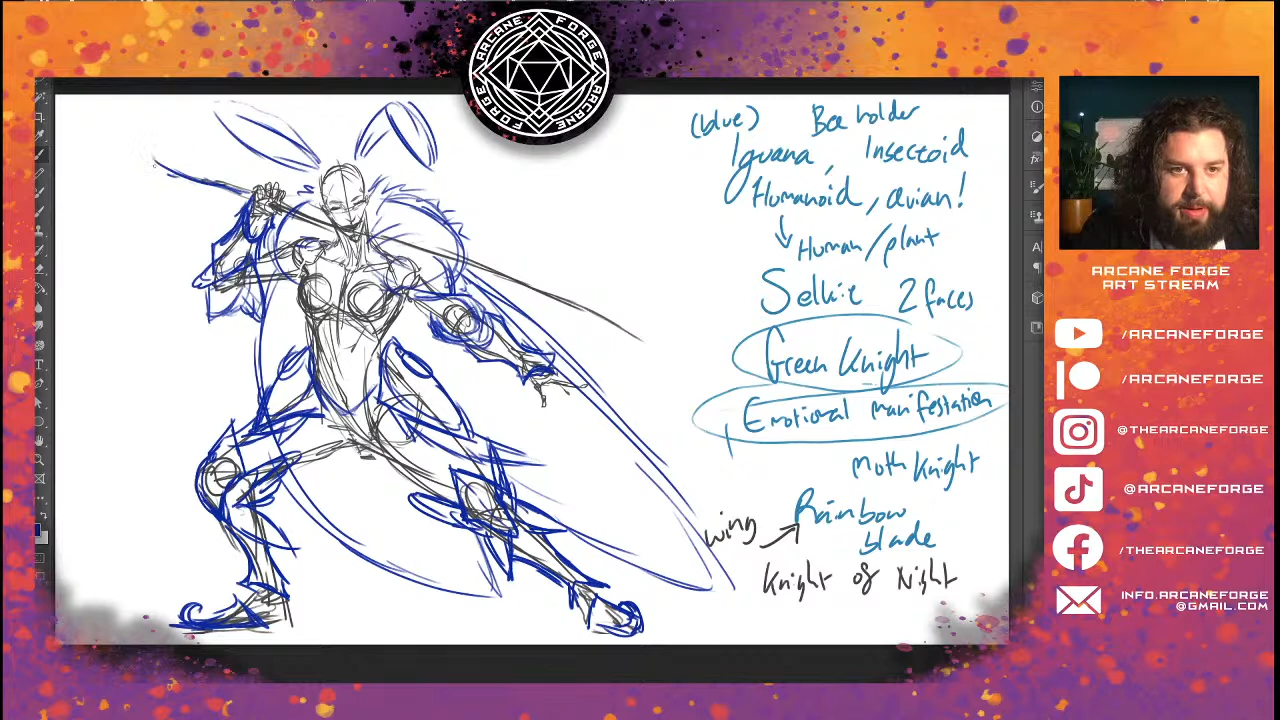 ARCANE FORGE ARCANE FORGE
(blue) Bee holder
Iguana, Insectoid
Humanoid, avian!
Human/plant
Selkie 2 faces
Green Knight
Emotional manifestation
moth Knight
Rainbow
wing
blade
Knight of Night
ARCANE FORGE
ART STREAM
/ARCANEFORGE
/ARCANEFORGE
@THEARCANEFORGE
@ARCANEFORGE
/THEARCANEFORGE
INFO.ARCANEFORGE
@GMAIL.COM